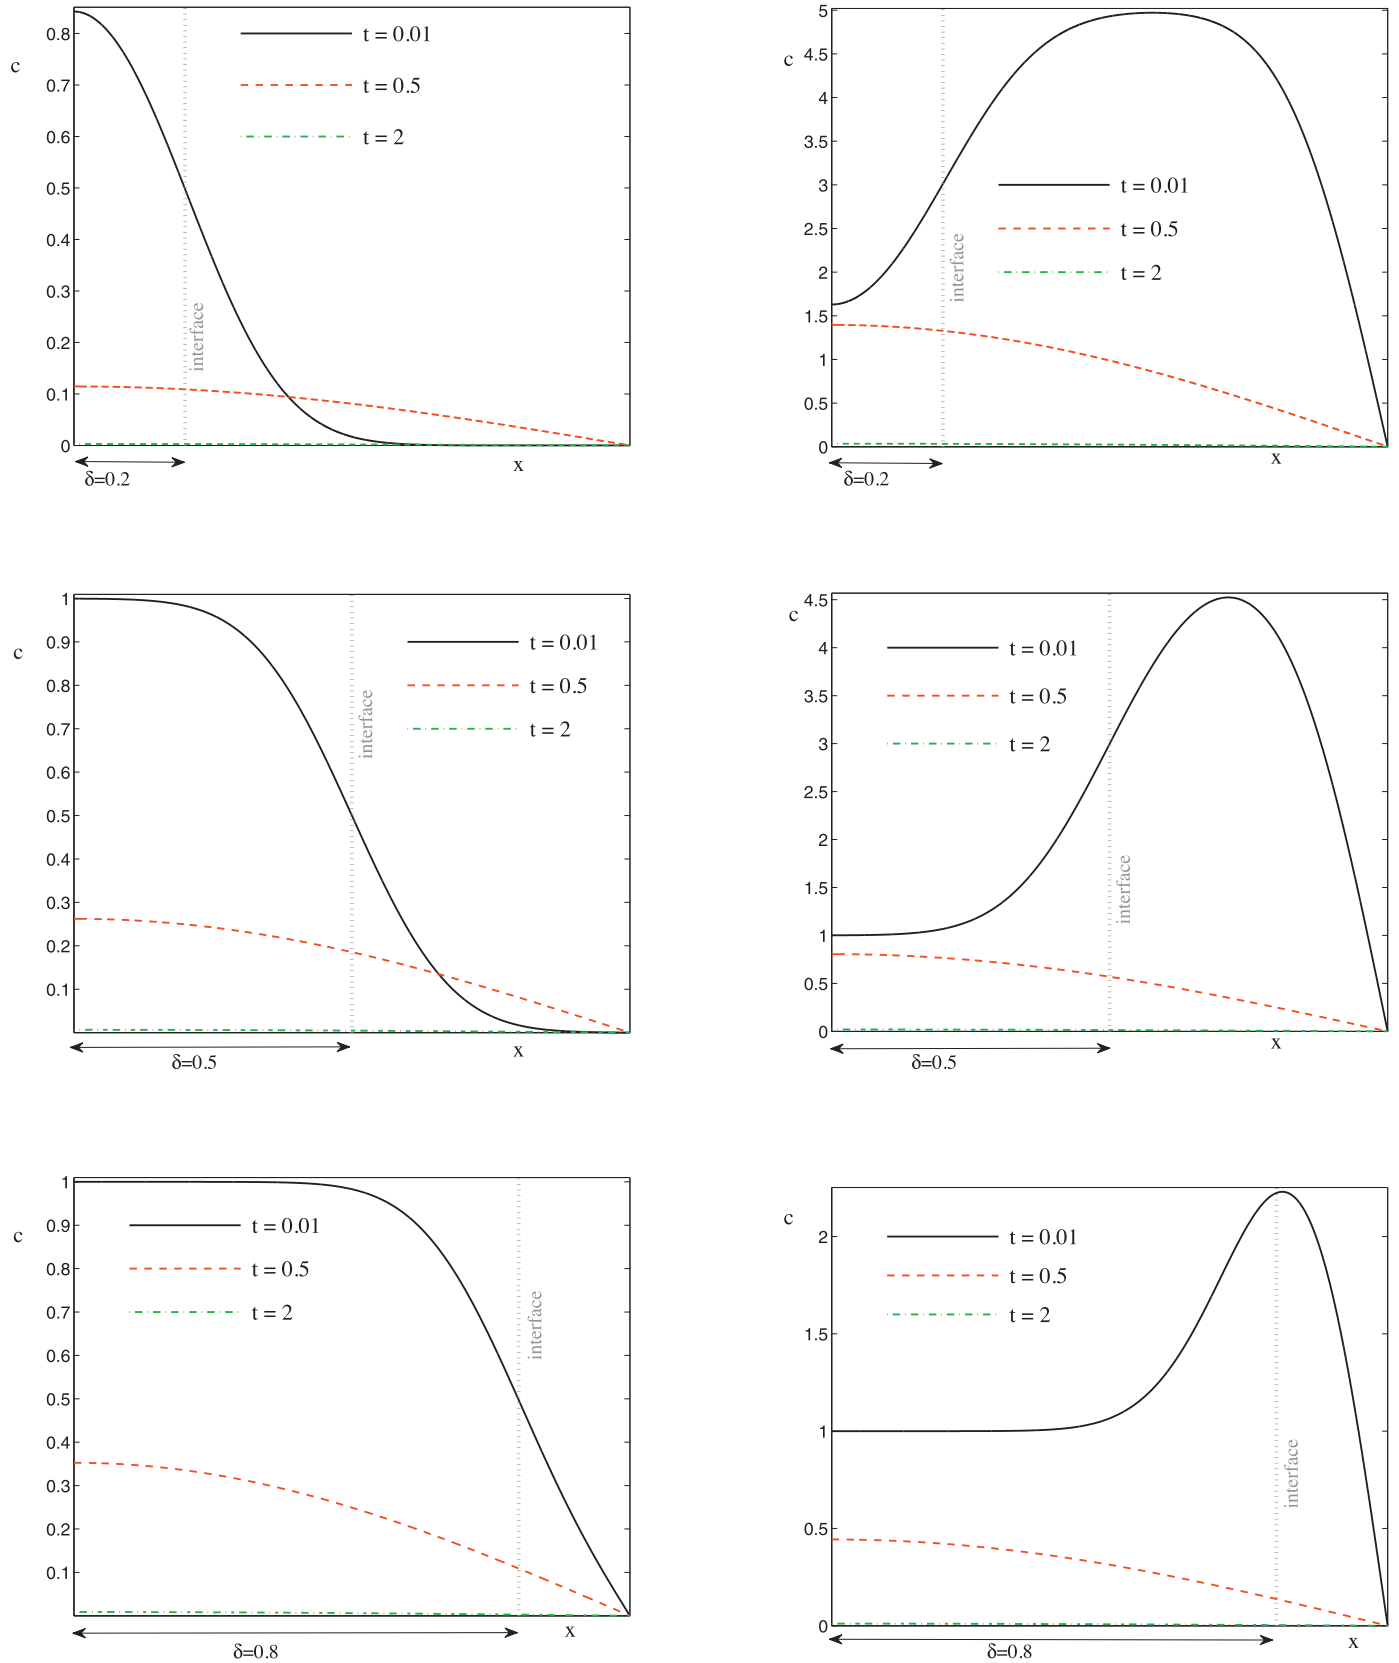 0.8
c
t = 0.01
0.7
t = 0.5
0.6
t = 2
0.5
0.4
0.3
interface
0.2
0.1
0
x
δ=0.2
5
c
4.5
4
3.5
3
t = 0.01
2.5
t = 0.5
interface
2
t = 2
1.5
1
0.5
0
x
δ=0.2
1
c
0.9
t = 0.01
0.8
t = 0.5
0.7
interface
t = 2
0.6
0.5
0.4
0.3
0.2
0.1
x
δ=0.5
4.5
c
4
t = 0.01
3.5
t = 0.5
3
t = 2
2.5
2
1.5
interface
1
0.5
0
x
δ=0.5
1
c
0.9
t = 0.01
0.8
t = 0.5
0.7
t = 2
interface
0.6
0.5
0.4
0.3
0.2
0.1
x
δ=0.8
c
2
t = 0.01
t = 0.5
t = 2
1.5
1
interface
0.5
0
x
δ=0.8